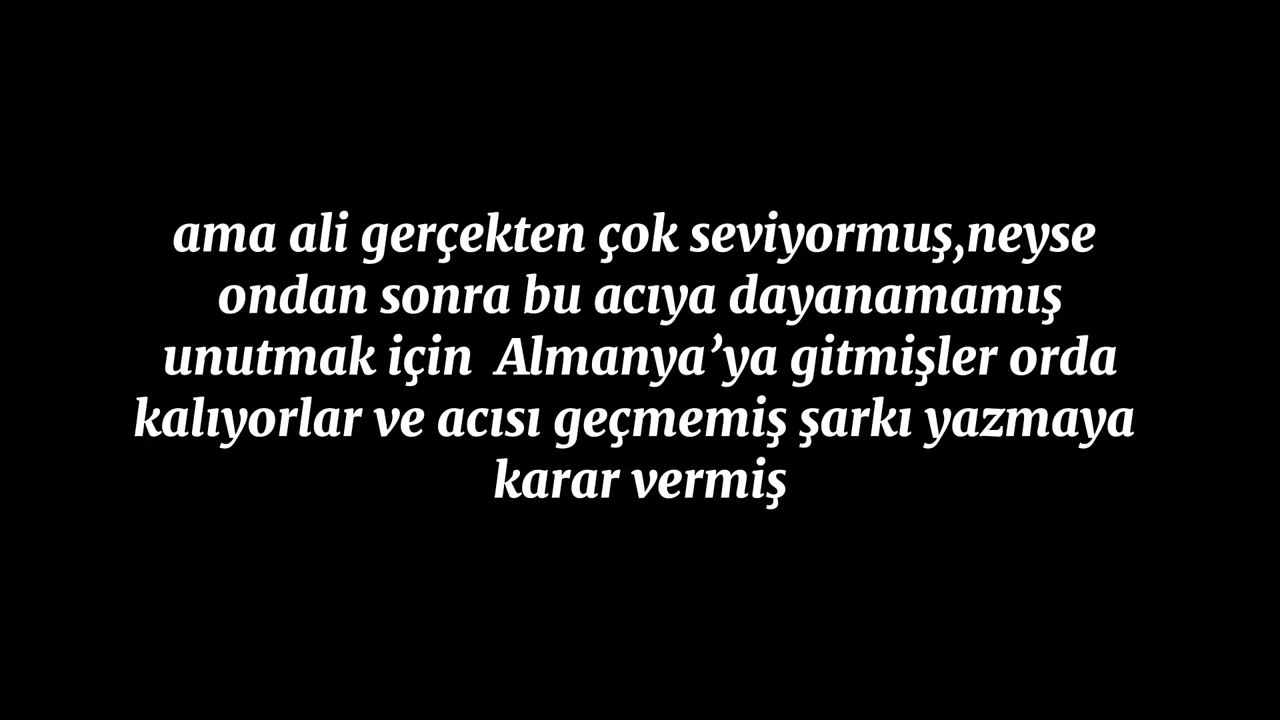 ama ali gerçekten çok seviyormuş,neyse
ondan sonra bu acıya dayanamamış
unutmak için  Almanya’ya gitmişler orda
kalıyorlar ve acısı geçmemiş şarkı yazmaya
karar vermiş